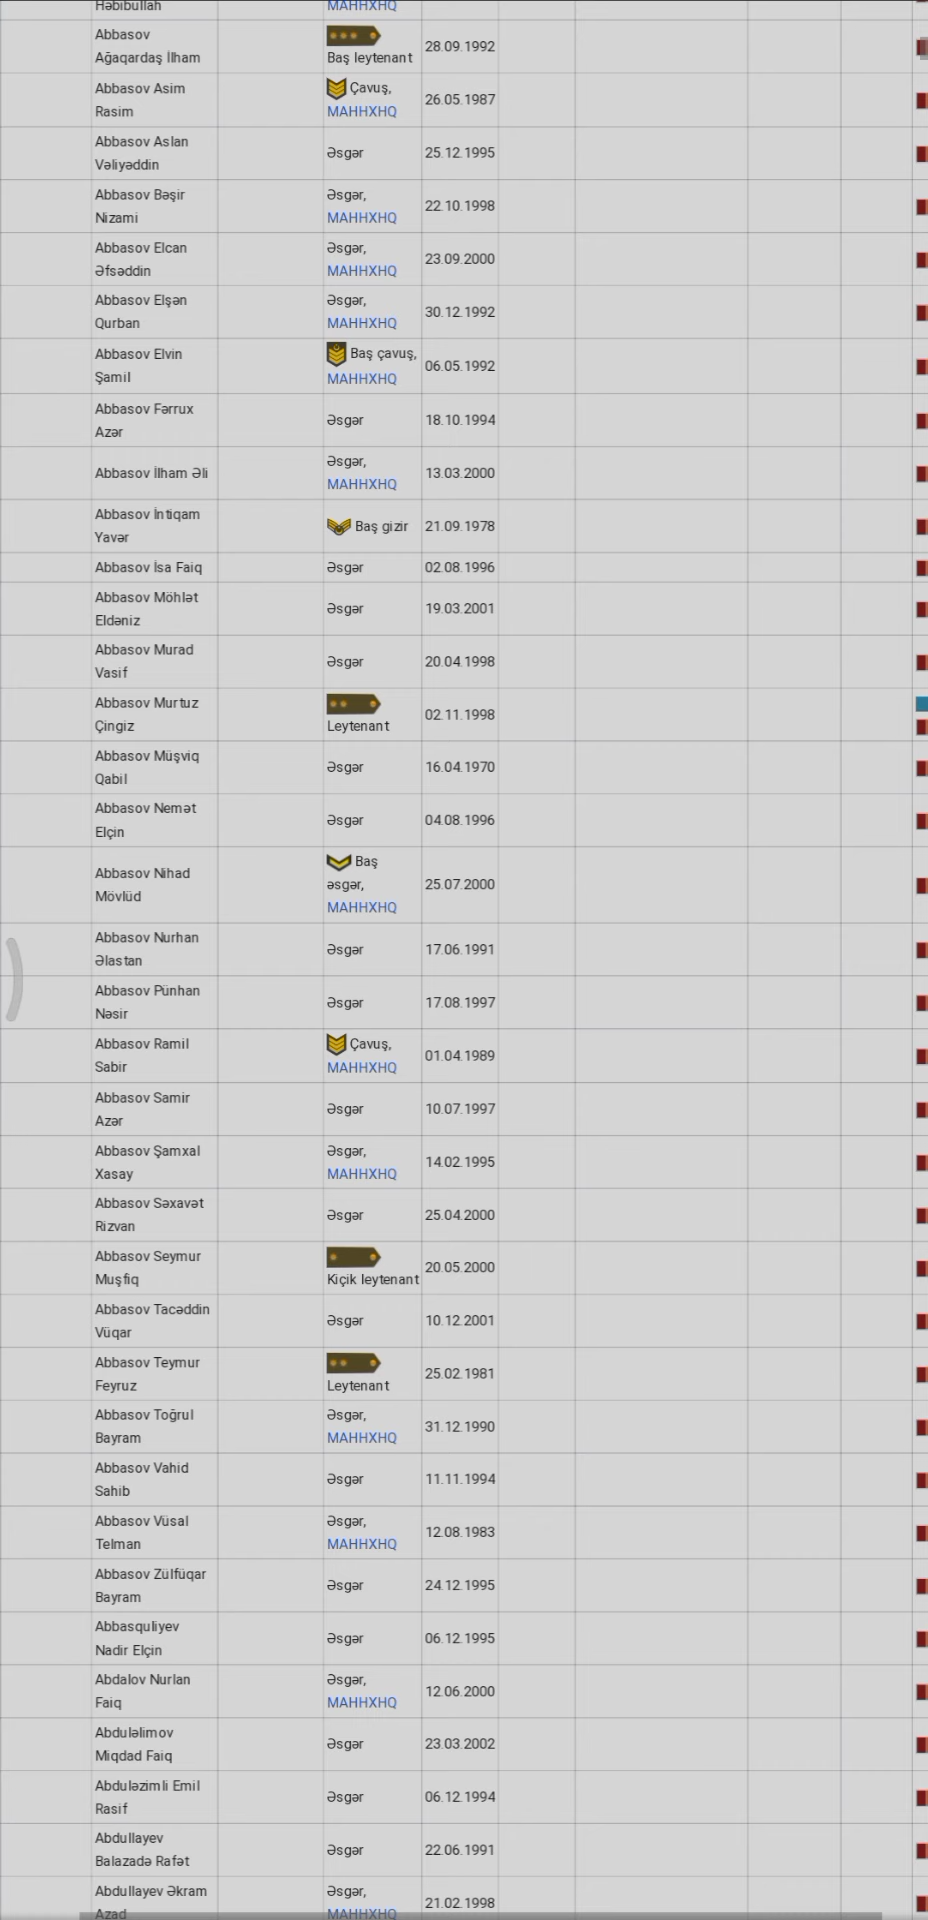 Həbibullah
MAHHXHQ
Abbasov
Ağaqardaş İlham
Baş leytenant
28.09.1992
Abbasov Asim
Rasim
Çavuş,
MAHHXHQ
26.05.1987
Abbasov Aslan
Vəliyəddin
Əsgər
25.12.1995
Abbasov Bəşir
Nizami
Əsgər,
MAHHXHQ
22.10.1998
Abbasov Elcan
Əfsəddin
Əsgər,
MAHHXHQ
23.09.2000
Abbasov Elşən
Qurban
Əsgər,
MAHHXHQ
30.12.1992
Abbasov Elvin
Şamil
Baş çavuş,
MAHHXHQ
06.05.1992
Abbasov Fərrux
Azər
Əsgər
18.10.1994
Abbasov İlham Əli
Əsgər,
MAHHXHQ
13.03.2000
Abbasov İntiqam
Yavər
Baş gizir
21.09.1978
Abbasov İsa Faiq
Əsgər
02.08.1996
Abbasov Möhlət
Eldəniz
Əsgər
19.03.2001
Abbasov Murad
Vasif
Əsgər
20.04.1998
Abbasov Murtuz
Çingiz
Leytenant
02.11.1998
Abbasov Müşviq
Qabil
Əsgər
16.04.1970
Abbasov Nemət
Elçin
Əsgər
04.08.1996
Abbasov Nihad
Mövlüd
Baş
əsgər,
MAHHXHQ
25.07.2000
Abbasov Nurhan
Əlastan
Əsgər
17.06.1991
Abbasov Pünhan
Nəsir
Əsgər
17.08.1997
Abbasov Ramil
Sabir
Çavuş,
MAHHXHQ
01.04.1989
Abbasov Samir
Azər
Əsgər
10.07.1997
Abbasov Şamxal
Xasay
Əsgər,
MAHHXHQ
14.02.1995
Abbasov Səxavət
Rizvan
Əsgər
25.04.2000
Abbasov Seymur
Muşfiq
Kiçik leytenant
20.05.2000
Abbasov Tacəddin
Vüqar
Əsgər
10.12.2001
Abbasov Teymur
Feyruz
Leytenant
25.02.1981
Abbasov Toğrul
Bayram
Əsgər,
MAHHXHQ
31.12.1990
Abbasov Vahid
Sahib
Əsgər
11.11.1994
Abbasov Vüsal
Telman
Əsgər,
MAHHXHQ
12.08.1983
Abbasov Zülfüqar
Bayram
Əsgər
24.12.1995
Abbasquliyev
Nadir Elçin
Əsgər
06.12.1995
Abdalov Nurlan
Faiq
Əsgər,
MAHHXHQ
12.06.2000
Abduləlimov
Miqdad Faiq
Əsgər
23.03.2002
Abduləzimli Emil
Rasif
Əsgər
06.12.1994
Abdullayev
Balazadə Rafət
Əsgər
22.06.1991
Abdullayev Əkram
Azad
Əsgər,
MAHHXHQ
21.02.1998